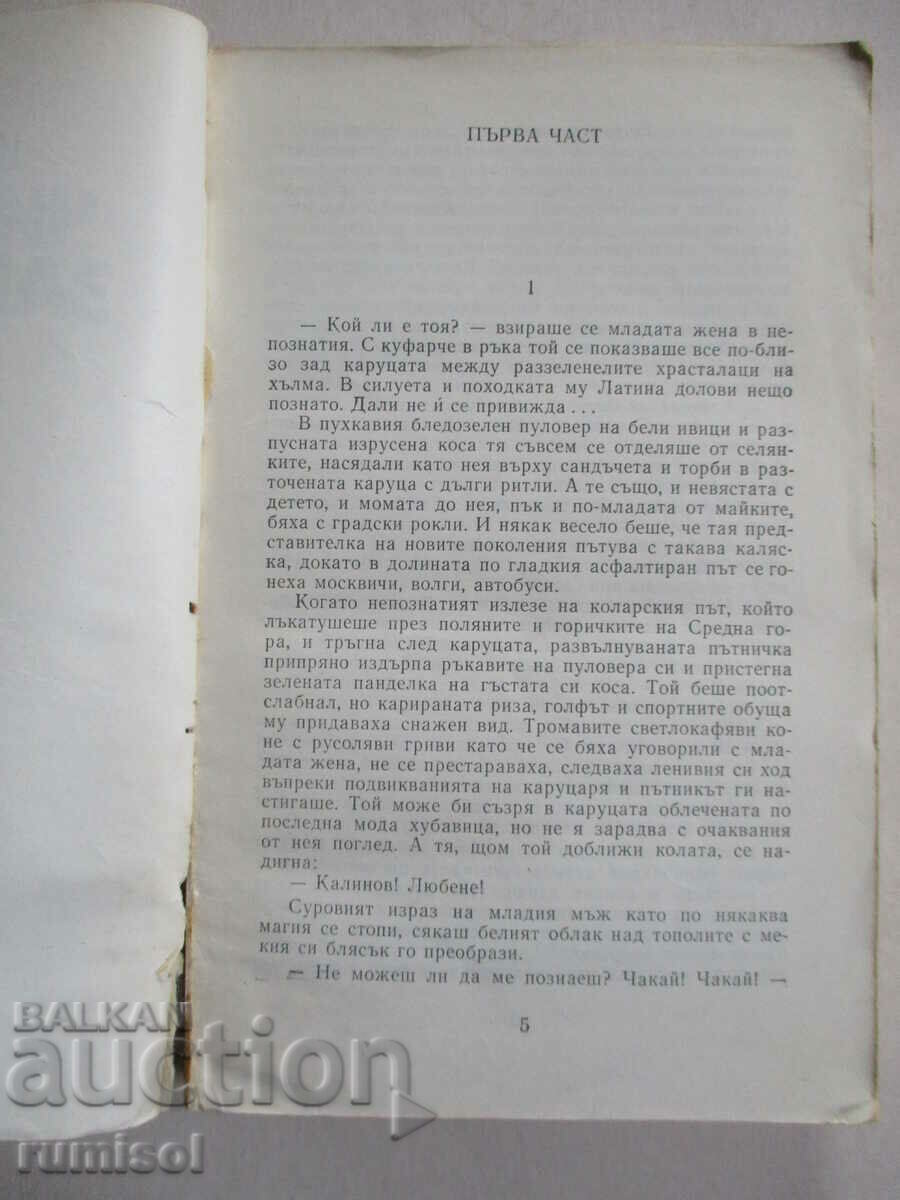 ПЪРВА ЧАСТ
1
— Кой ли е тоя? — взираше се младата жена в не-
познатия. С куфарче в ръка той се показваше все по-бли-
зо зад каруцата между раззеленелите храсталаци на
хълма. В силуета и походката му Латина долови нещо
познато. Дали не ѝ се привижда . . .
В пухкавия бледозелен пуловер на бели ивици и раз-
пусната изрусена коса тя съвсем се отделяше от селян-
ките, насядали като нея върху сандъчета и торби в раз-
точената каруца с дълги ритли. А те също, и невястата с
детето, и момата до нея, пък и по-младата от майките,
бяха с градски рокли. И някак весело беше, че тая пред-
ставителка на новите поколения пътува с такава каляс-
ка, докато в долината по гладкия асфалтиран път се го-
неха москвичи, волги, автобуси.
Когато непознатият излезе на коларския път, който
лъкатушеше през поляните и горичките на Средна го-
ра, и тръгна след каруцата, развълнуваната пътничка
припряно издърпа ръкавите на пуловера си и пристегна
зелената панделка на гъстата си коса. Той беше поот-
слабнал, но карираната риза, голфът и спортните обуща
му придаваха снажен вид. Тромавите светлокафяви ко-
не с русоляви гриви като че се бяха уговорили с мла-
дата жена, не се престараваха, следваха ленивия си ход
въпреки подвикванията на каруцаря и пътникът ги на-
стигаше. Той може би съзря в каруцата облечената по
последна мода хубавица, но не я зарадва с очаквания
от нея поглед. А тя, щом той доближи колата, се на-
дигна:
— Калинов! Любене!
Суровият израз на младия мъж като по някаква
магия се стопи, сякаш белият облак над тополите с ме-
кия си блясък го преобрази.
— Не можеш ли да ме познаеш? Чакай! Чакай! —
5
BALKAN
auction
rumisol